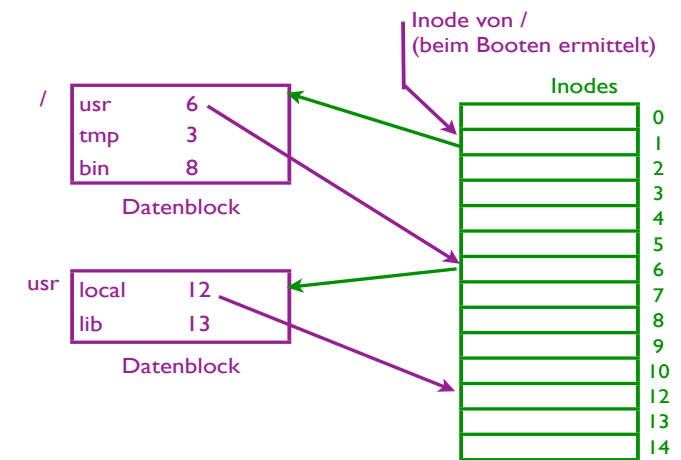 Inode von /
(beim Booten ermittelt)
Inodes
/
usr 6
tmp 3
bin 8
Datenblock
usr
local 12
lib 13
Datenblock
0
1
2
3
4
5
6
7
8
9
10
12
13
14